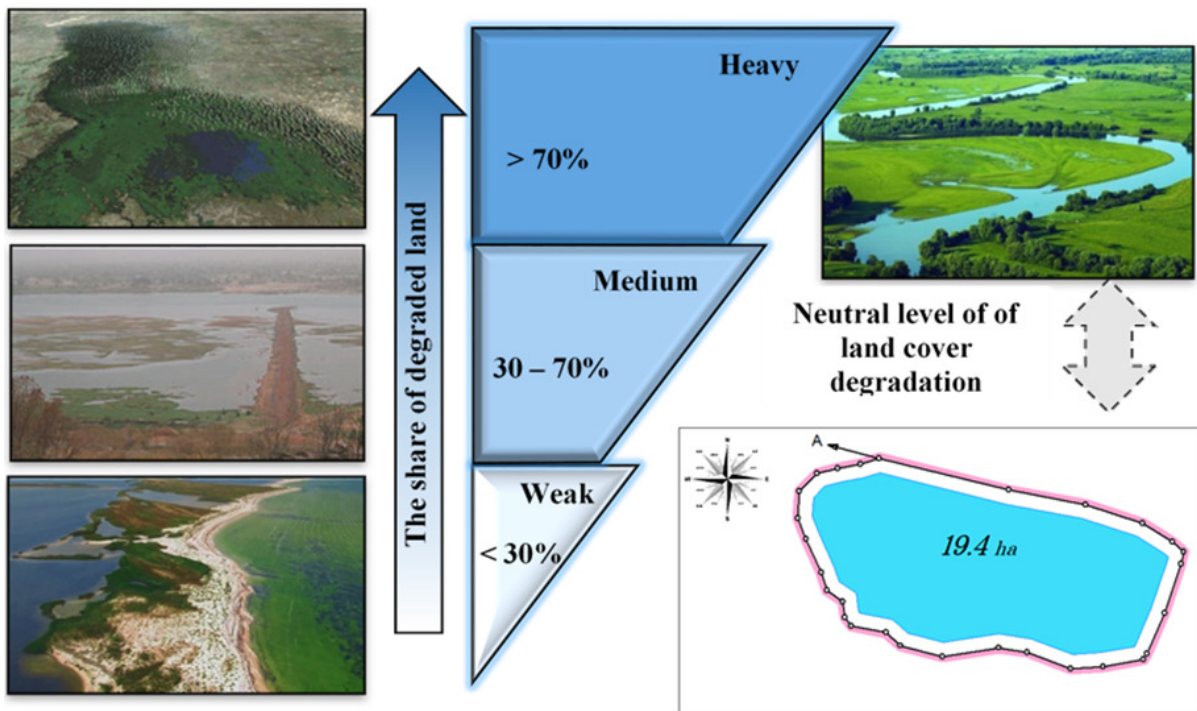 The share of degraded land
Heavy
> 70%
Medium
30 – 70%
Weak
< 30%
Neutral level of of
land cover
degradation
N
E
S
A
19.4 ha